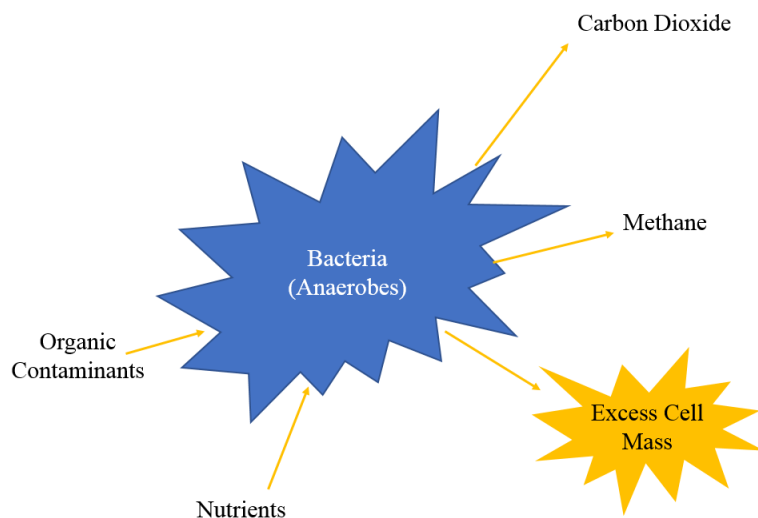 Carbon Dioxide
Methane
Bacteria
(Anaerobes)
Organic
Contaminants
Excess Cell
Mass
Nutrients